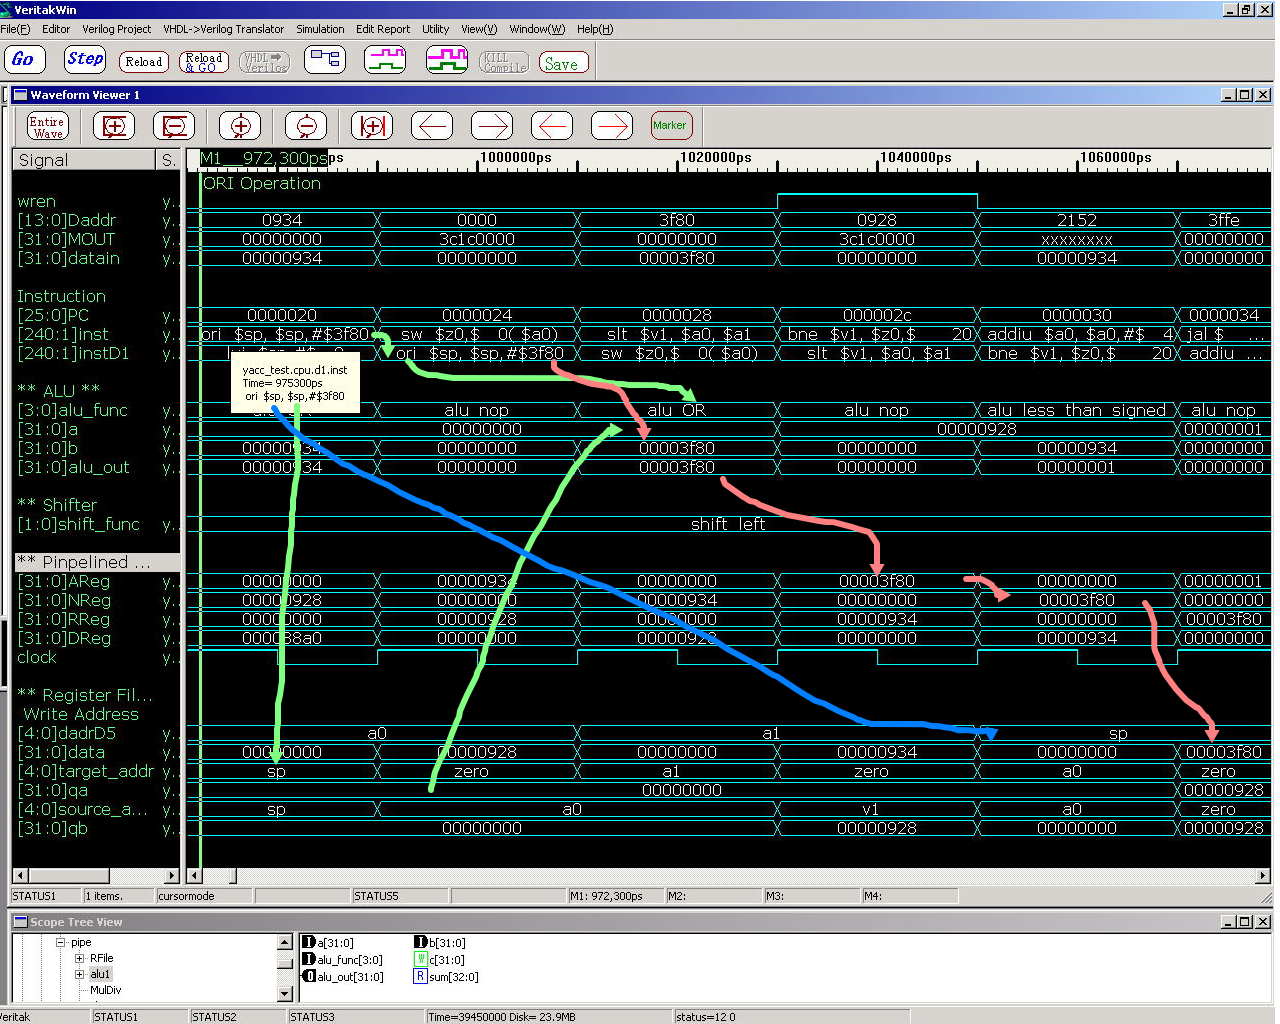 VeritakWin
File(F) Editor Verilog Project VHDL->Verilog Translator Simulation Edit Report Utility View(V) Window(W) Help(H)
Go Step Reload Reload & GO VHDL Verilog KILL Compile Save
Waveform Viewer 1
Entire Wave Marker
Signal S. M1 972,300ps ps 1000000ps 1020000ps 1040000ps 1060000ps
ORI Operation
wren y..
[13:0]Daddr y.. 0934 0000 3f80 0928 2152 3ffe
[31:0]MOUT y.. 00000000 3c1c0000 00000000 3c1c0000 xxxxxxxx 00000000
[31:0]datain y.. 00000934 00000000 00003f80 00000000 00000934 00000000
Instruction
[25:0]PC y.. 0000020 0000024 0000028 000002c 0000030 0000034
[240:1]inst y.. ori $sp, $sp,#$3f80 sw $z0,$ 0( $a0) slt $v1, $a0, $a1 bne $v1, $z0,$ 20 addiu $a0, $a0,#$ 4 jal $ ...
[240:1]instD1 y.. ori $sp, $sp,#$3f80 sw $z0,$ 0( $a0) slt $v1, $a0, $a1 bne $v1, $z0,$ 20 addiu ...
yacc_test.cpu.d1.inst
Time= 975300ps
ori $sp, $sp,#$3f80
** ALU **
[3:0]alu_func y.. alu nop alu OR alu nop alu less than signed alu nop
[31:0]a y.. 00000000 00000928 00000001
[31:0]b y.. 00000934 00000000 00003f80 00000000 00000934 00000000
[31:0]alu_out y.. 00000934 00000000 00003f80 00000000 00000001 00000000
** Shifter
[1:0]shift_func y.. shift left
** Pinpelined ...
[31:0]AReg y.. 00000000 00000934 00000000 00003f80 00000000 00000001
[31:0]NReg y.. 00000928 00000000 00000934 00000000 00003f80 00000000
[31:0]RReg y.. 00000000 00000928 00000000 00000934 00000000 00003f80
[31:0]DReg y.. 000038a0 00000000 00000928 00000000 00000934 00000000
clock y..
** Register Fil...
Write Address
[4:0]dadrD5 y.. a0 a1 sp
[31:0]data y.. 00000000 00000928 00000000 00000934 00000000 00003f80
[4:0]target_addr y.. sp zero a1 zero a0 zero
[31:0]qa y.. 00000000 00000928
[4:0]source_a... y.. sp a0 v1 a0 zero
[31:0]qb y.. 00000000 00000928 00000000 00000928
STATUS1 1 items. cursormode STATUS5 M1: 972,300ps M2: M3: M4:
Scope Tree View
pipe I a[31:0] I b[31:0]
RFile I alu_func[3:0] W c[31:0]
alu1 O alu_out[31:0] R sum[32:0]
MulDiv
Veritak STATUS1 STATUS2 STATUS3 Time=39450000 Disk= 23.9MB status=12 0